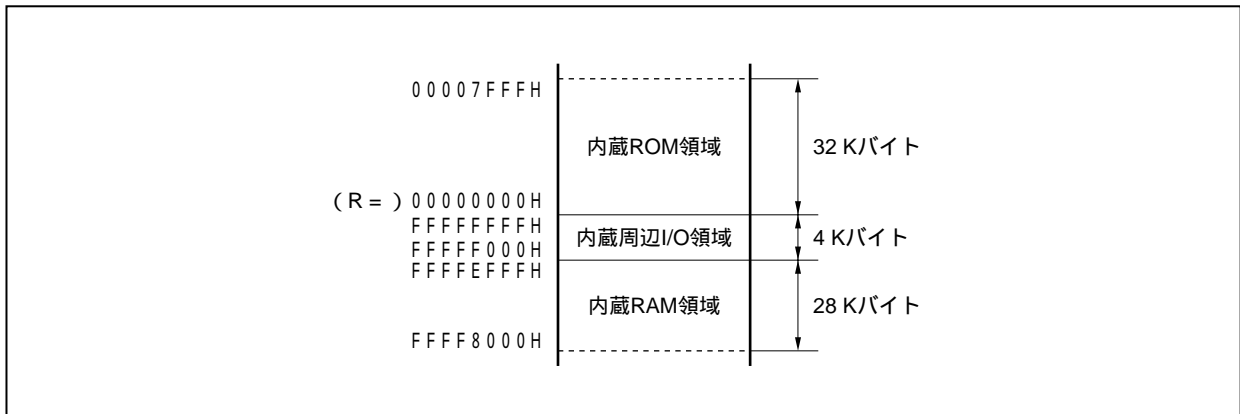 00007FFFH
内蔵ROM領域
32 Kバイト
(R = ) 00000000H
FFFFFFFFH
内蔵周辺I/O領域
4 Kバイト
FFFFF000H
FFFFEFFFH
内蔵RAM領域
28 Kバイト
FFFF8000H